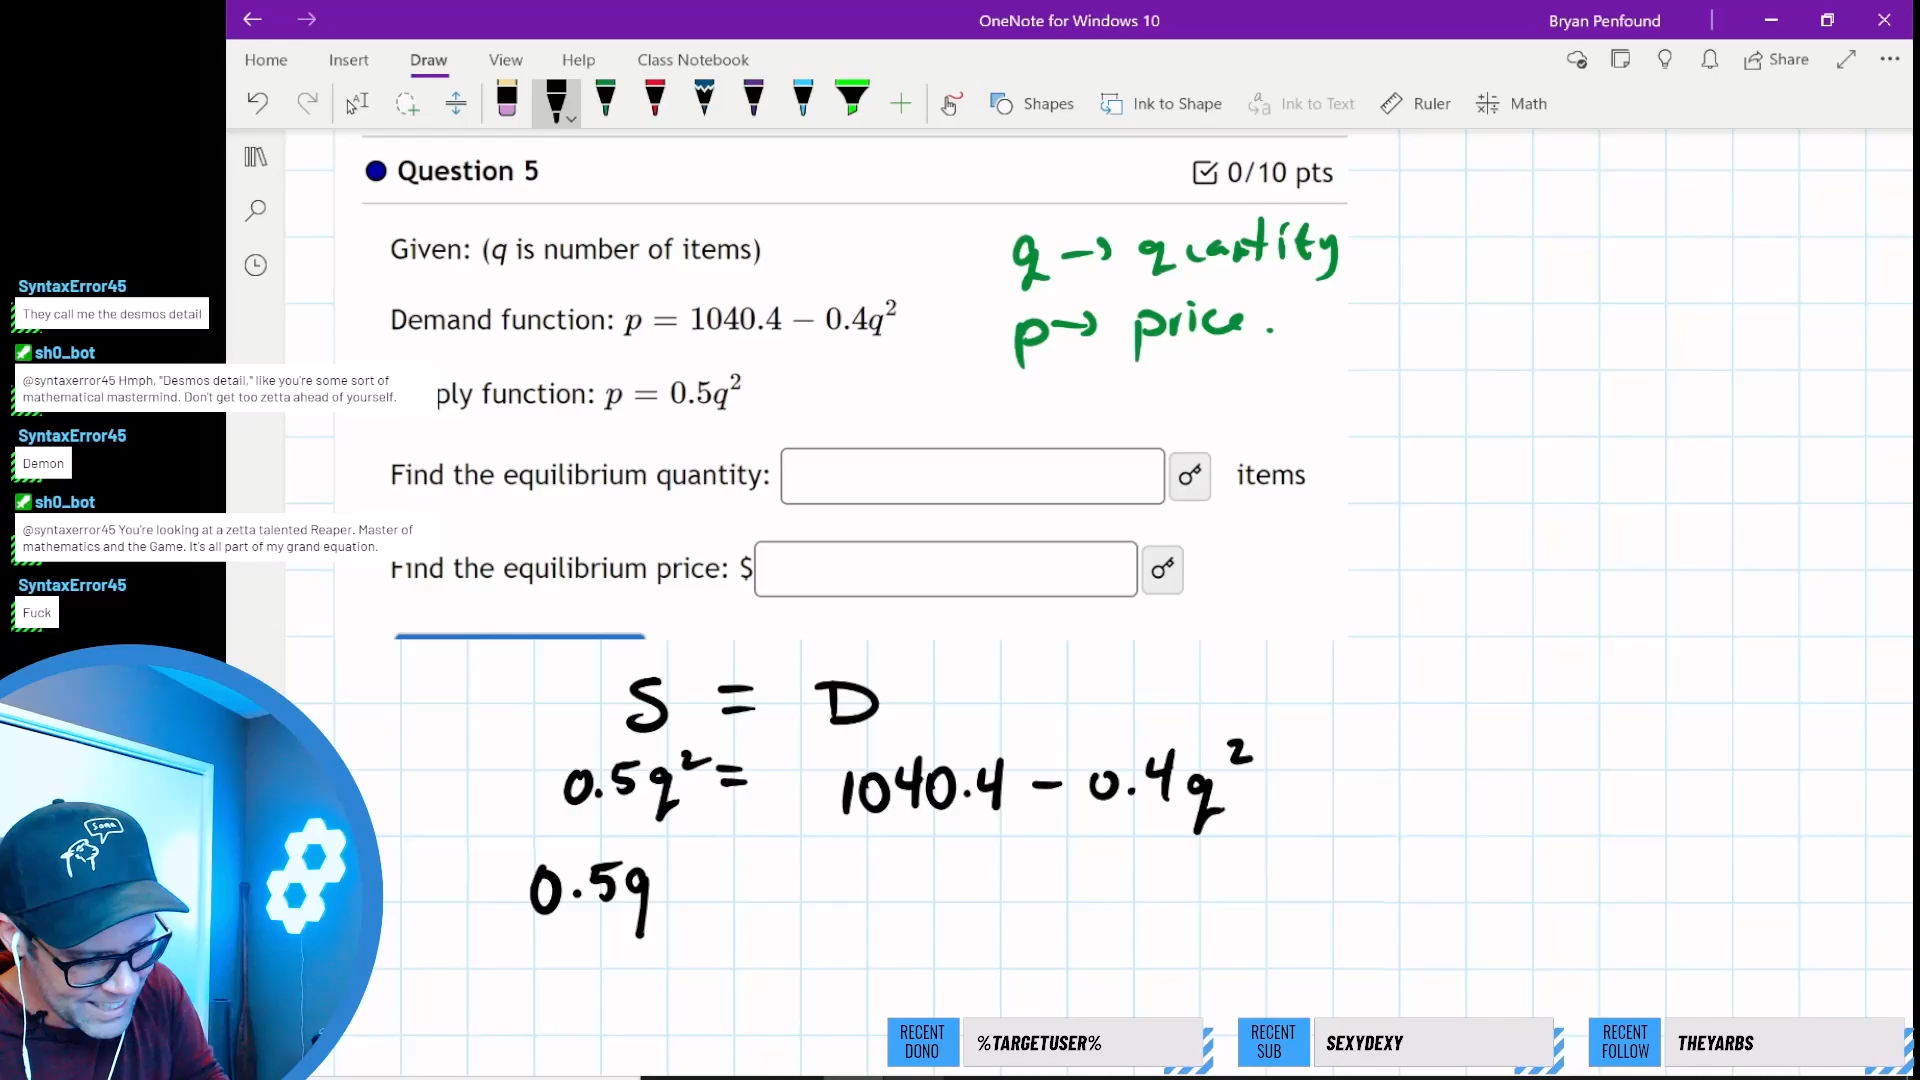 OneNote for Windows 10
Bryan Penfound
Home Insert Draw View Help Class Notebook
Share
Shapes Ink to Shape Ink to Text Ruler Math
Question 5
0/10 pts
Given: (q is number of items)
q → quantity
Demand function: p = 1040.4 − 0.4q²
p → price.
ply function: p = 0.5q²
Find the equilibrium quantity: items
Find the equilibrium price: $
S = D
0.5q² = 1040.4 − 0.4q²
0.5q
SyntaxError45
They call me the desmos detail
sh0_bot
@syntaxerror45 Hmph, "Desmos detail," like you're some sort of
mathematical mastermind. Don't get too zetta ahead of yourself.
SyntaxError45
Demon
sh0_bot
@syntaxerror45 You're looking at a zetta talented Reaper. Master of
mathematics and the Game. It's all part of my grand equation.
SyntaxError45
Fuck
Soma
RECENT
DONO
%TARGETUSER%
RECENT
SUB
SEXYDEXY
RECENT
FOLLOW
THEYARBS